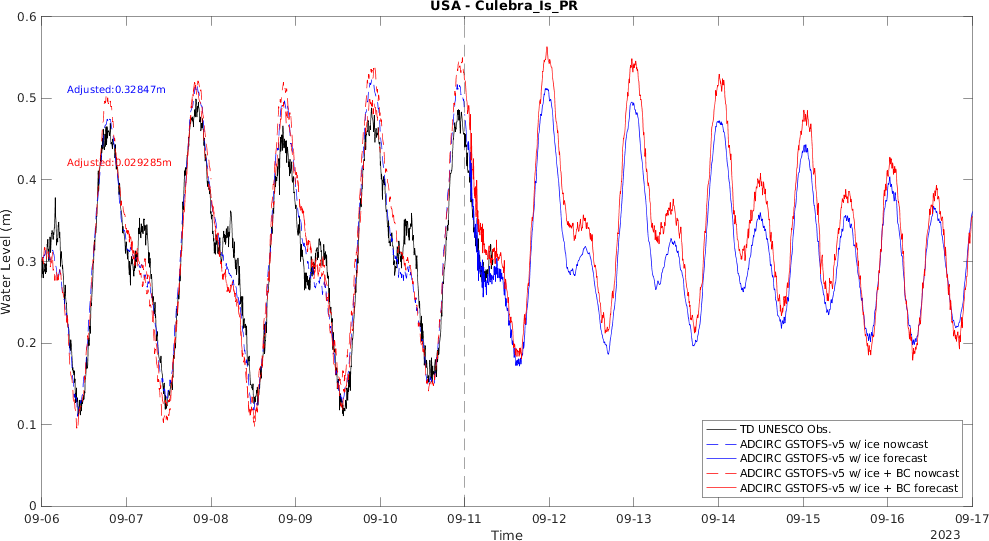 USA - Culebra_Is_PR
0.6
0.5
0.4
0.3
0.2
0.1
0
Water Level (m)
Adjusted:0.32847m
Adjusted:0.029285m
TD UNESCO Obs.
ADCIRC GSTOFS-v5 w/ ice nowcast
ADCIRC GSTOFS-v5 w/ ice forecast
ADCIRC GSTOFS-v5 w/ ice + BC nowcast
ADCIRC GSTOFS-v5 w/ ice + BC forecast
09-06 09-07 09-08 09-09 09-10 09-11 09-12 09-13 09-14 09-15 09-16 09-17
Time
2023